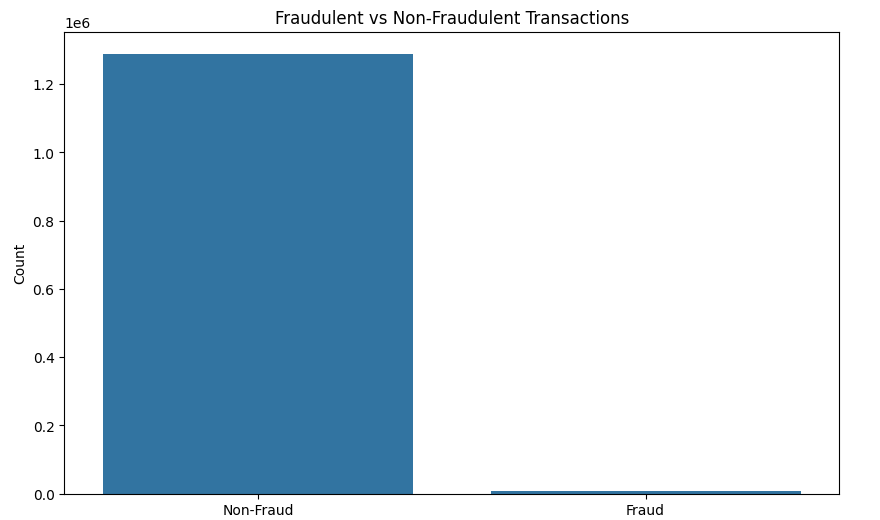 Fraudulent vs Non-Fraudulent Transactions
1e6
1.2
1.0
0.8
0.6
0.4
0.2
0.0
Count
Non-Fraud
Fraud